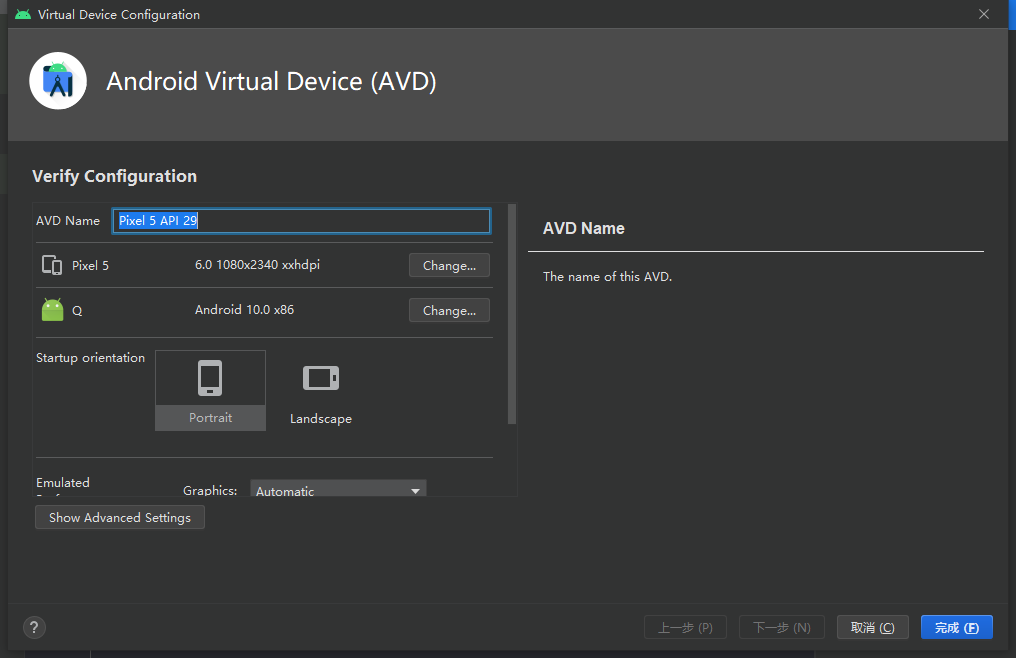 Virtual Device Configuration
Android Virtual Device (AVD)
Verify Configuration
AVD Name
Pixel 5 API 29
Pixel 5
6.0 1080x2340 xxhdpi
Change...
Q
Android 10.0 x86
Change...
Startup orientation
Portrait
Landscape
Emulated
Graphics:
Automatic
Show Advanced Settings
AVD Name
The name of this AVD.
?
上一步 (P)
下一步 (N)
取消 (C)
完成 (F)